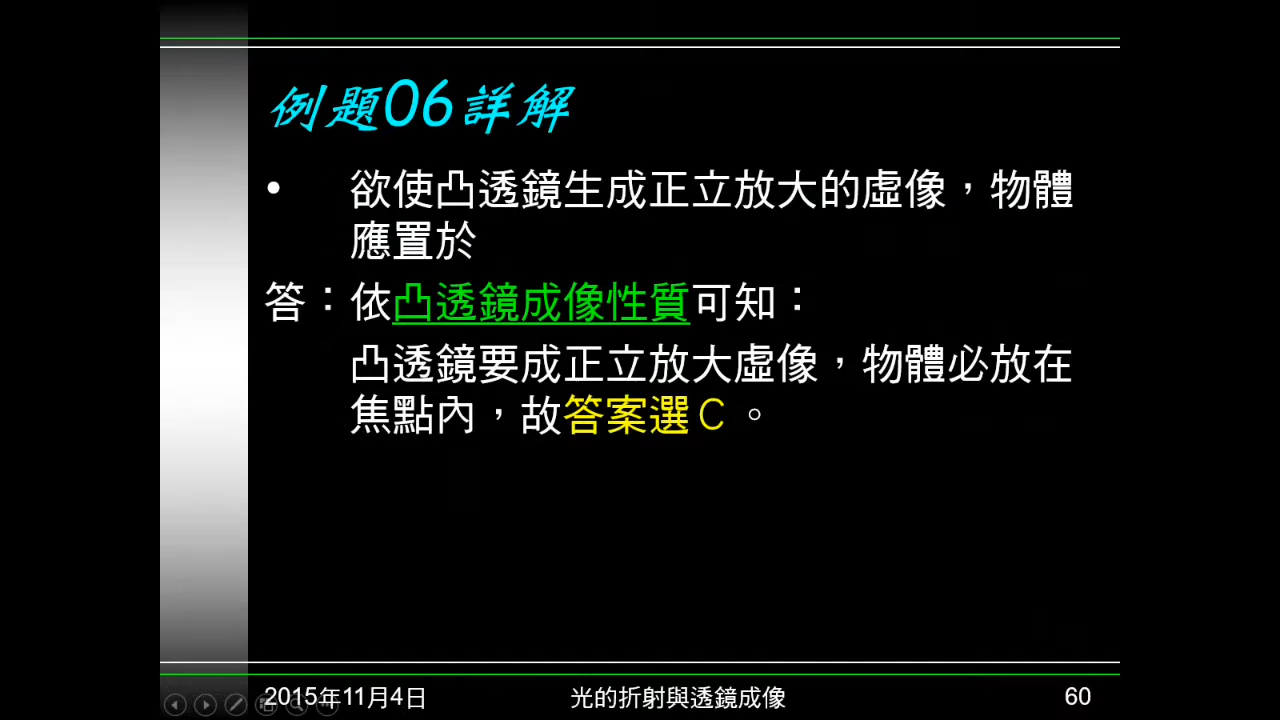 例題06詳解
• 欲使凸透鏡生成正立放大的虛像，物體
應置於
答：依凸透鏡成像性質可知：
凸透鏡要成正立放大虛像，物體必放在
焦點內，故答案選C。
2015年11月4日 光的折射與透鏡成像 60